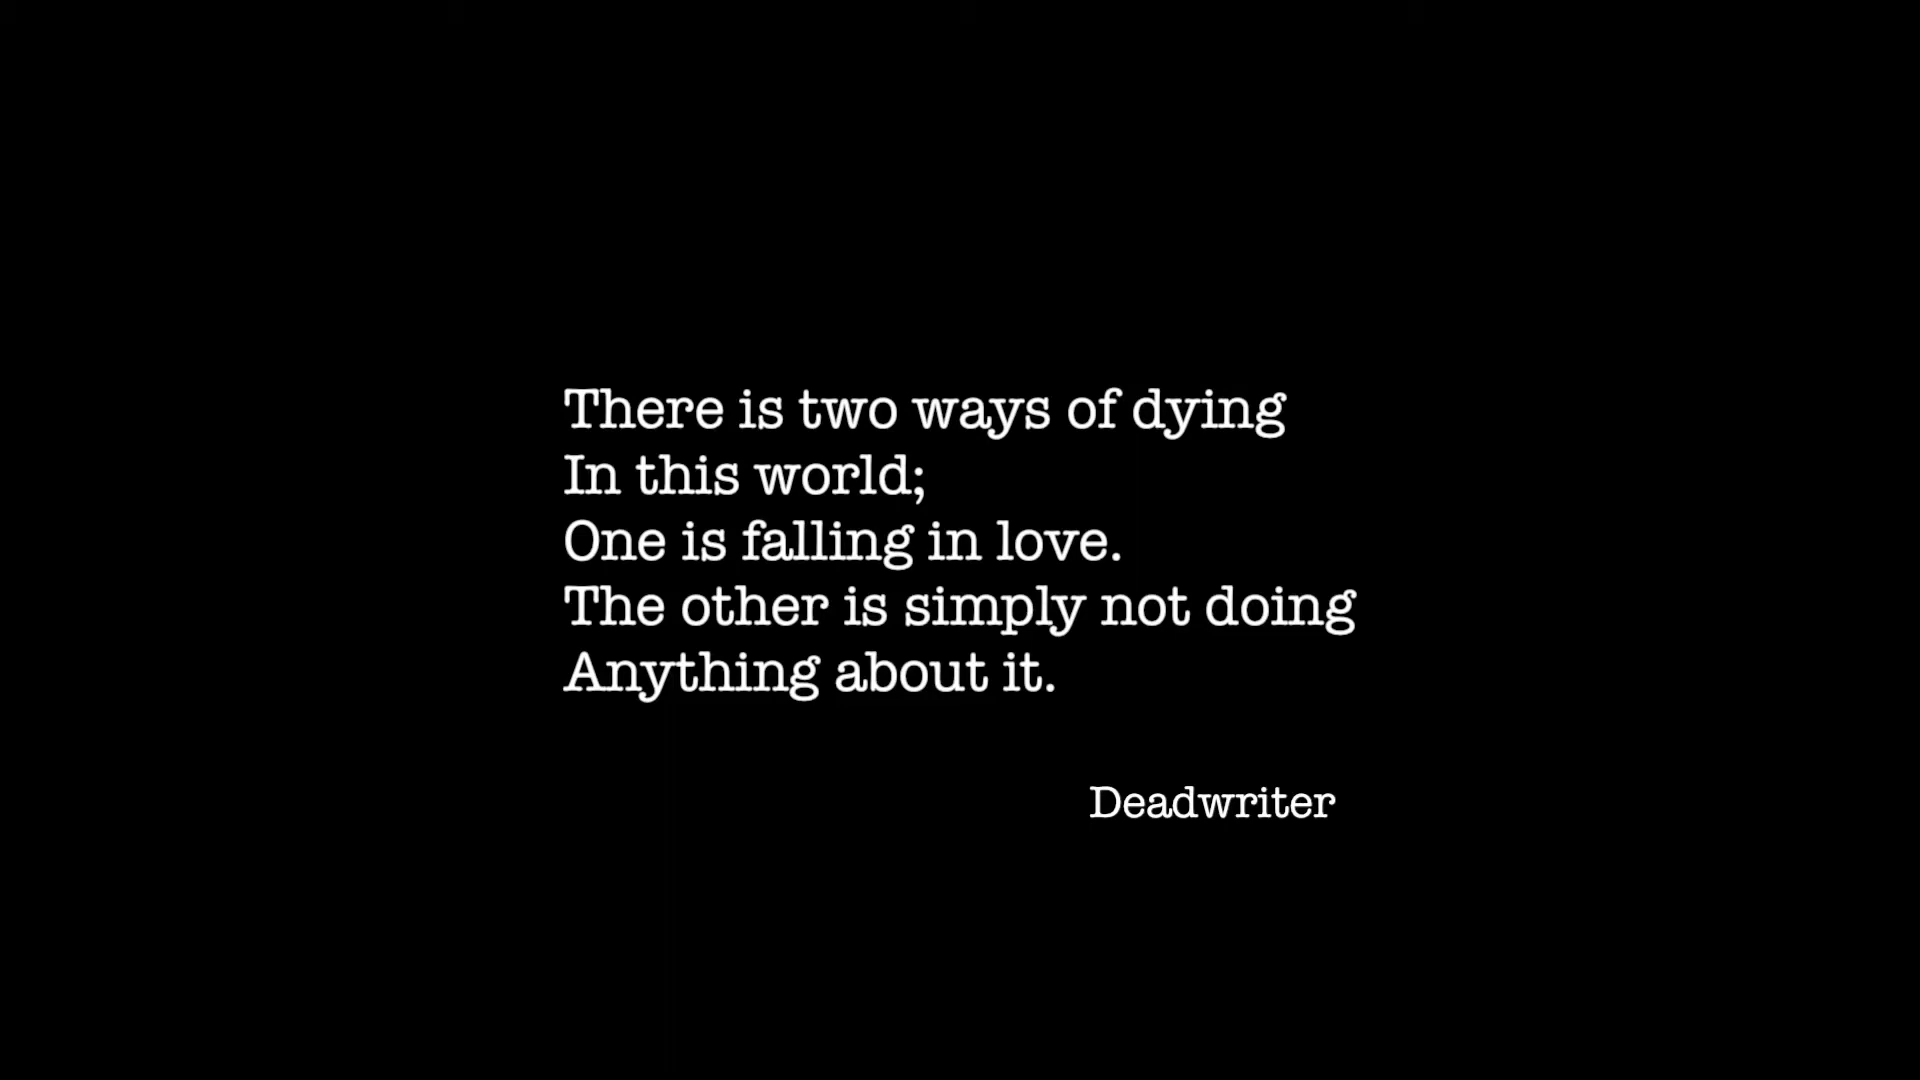 There is two ways of dying
In this world;
One is falling in love.
The other is simply not doing
Anything about it.
Deadwriter